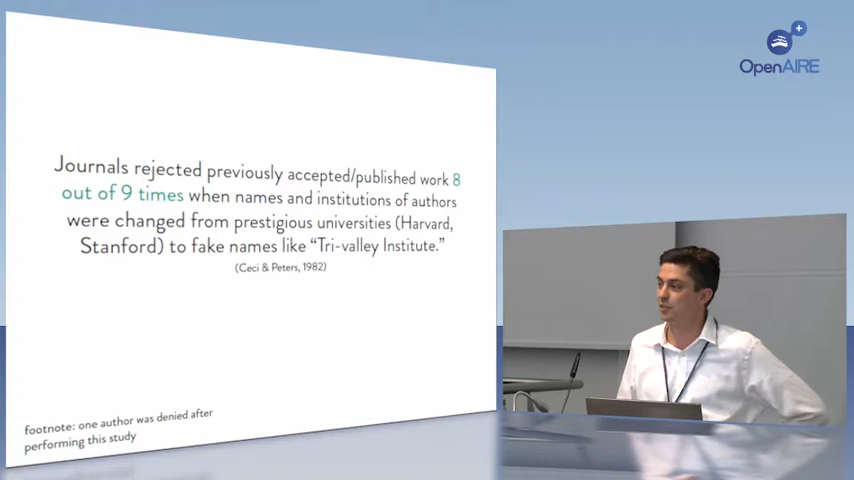 OpenAIRE
Journals rejected previously accepted/published work 8
out of 9 times when names and institutions of authors
were changed from prestigious universities (Harvard,
Stanford) to fake names like “Tri-valley Institute.”
(Ceci & Peters, 1982)
footnote: one author was denied after
performing this study